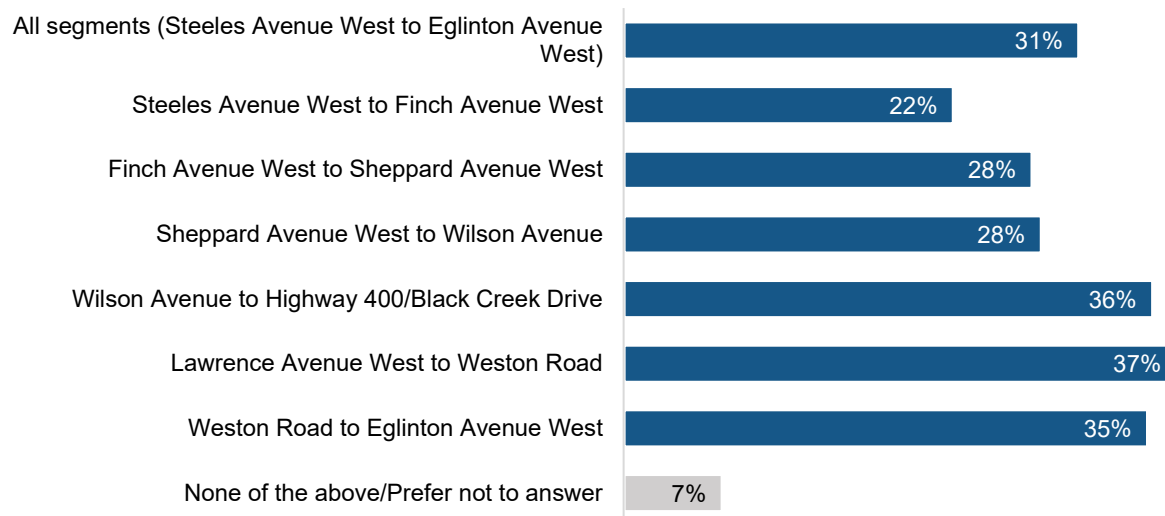 All segments (Steeles Avenue West to Eglinton Avenue
West)
31%
Steeles Avenue West to Finch Avenue West
22%
Finch Avenue West to Sheppard Avenue West
28%
Sheppard Avenue West to Wilson Avenue
28%
Wilson Avenue to Highway 400/Black Creek Drive
36%
Lawrence Avenue West to Weston Road
37%
Weston Road to Eglinton Avenue West
35%
None of the above/Prefer not to answer
7%